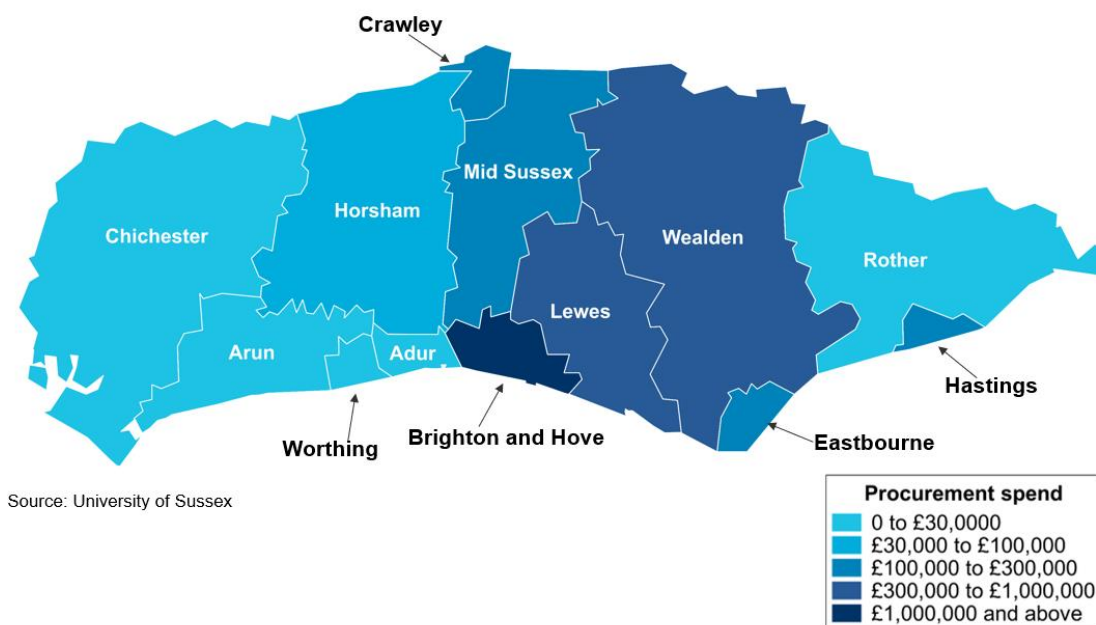 Crawley
Mid Sussex
Horsham
Chichester
Wealden
Rother
Lewes
Arun
Adur
Hastings
Worthing
Brighton and Hove
Eastbourne
Source: University of Sussex
Procurement spend
0 to £30,0000
£30,000 to £100,000
£100,000 to £300,000
£300,000 to £1,000,000
£1,000,000 and above